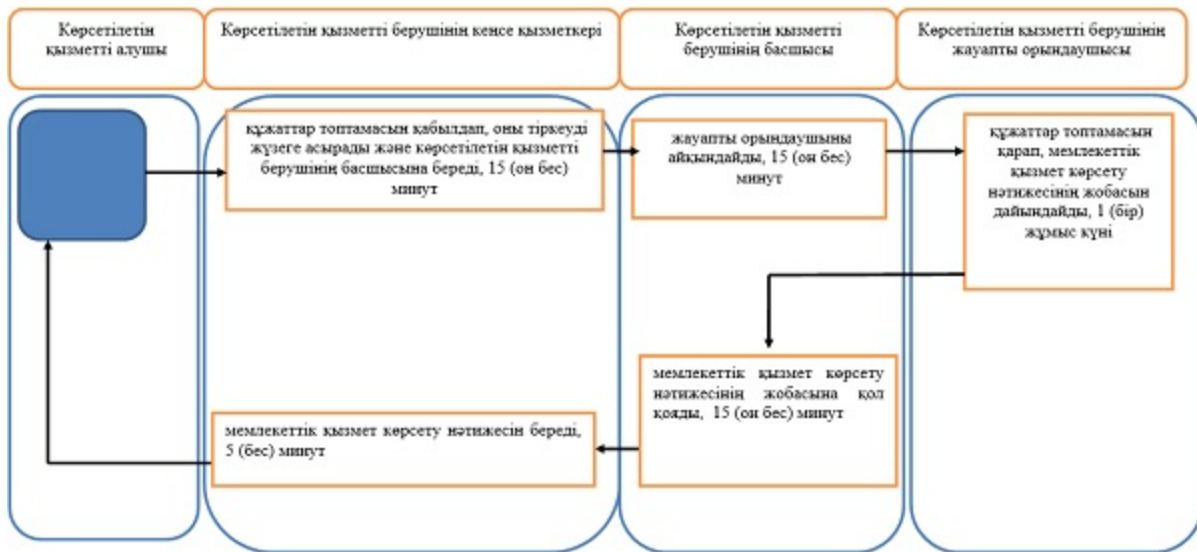 Көрсетілетін
қызметті алушы
Көрсетілетін қызметті берушінің кеңсе қызметкері
Көрсетілетін қызметті
берушінің басшысы
Көрсетілетін қызметті берушінің
жауапты орындаушысы
құжаттар топтамасын қабылдап, оны тіркеуді
жүзеге асырады және көрсетілетін қызметті
берушінің басшысына береді, 15 (он бес)
минут
жауапты орындаушыны
айқындайды, 15 (он бес)
минут
құжаттар топтамасын
қарап, мемлекеттік
қызмет көрсету
нәтижесінің жобасын
дайындайды, 1 (бір)
жұмыс күні
мемлекеттік қызмет көрсету
нәтижесінің жобасына қол
қояды, 15 (он бес) минут
мемлекеттік қызмет көрсету нәтижесін береді,
5 (бес) минут